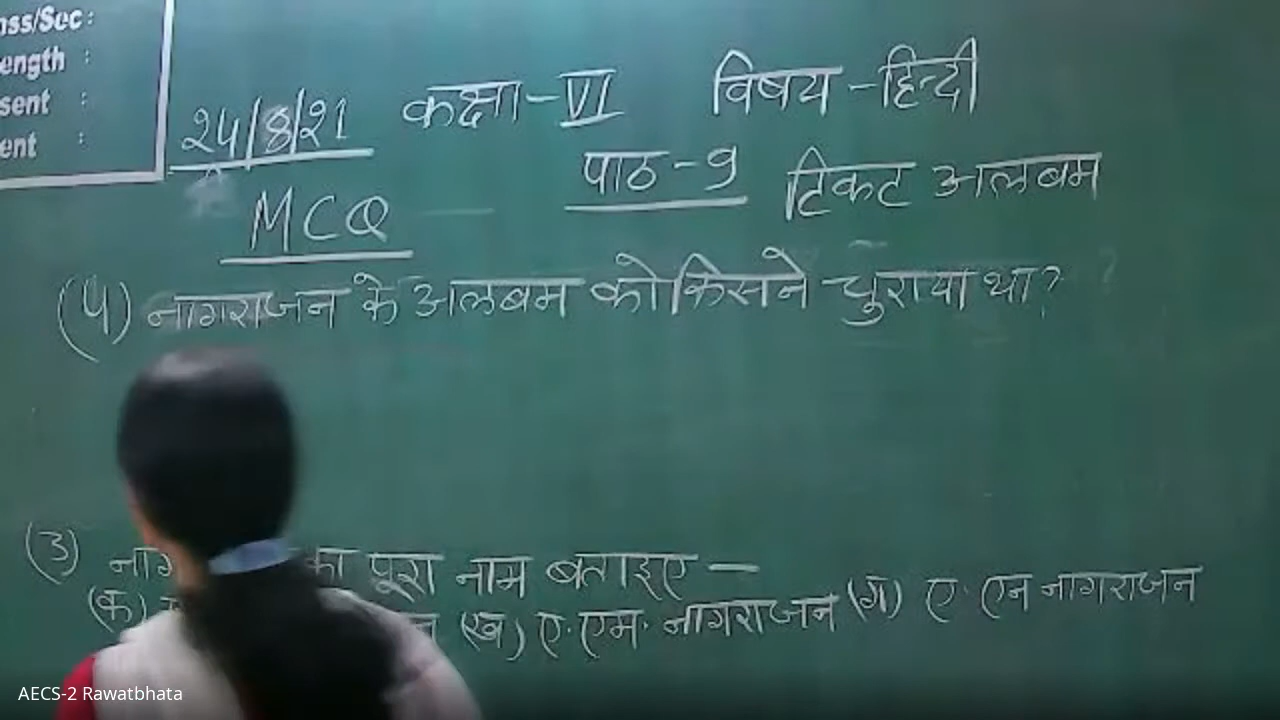 ass/Sec :
ength :
sent :
ent :
24/8/21 कक्षा-VI विषय-हिन्दी
पाठ-9 टिकट अलबम
MCQ
(4) नागराजन के अलबम को किसने चुराया था?
(3) का पूरा नाम बताइए -
(क) (ख) ए. एम. नागराजन (ग) ए. एन नागराजन
AECS-2 Rawatbhata